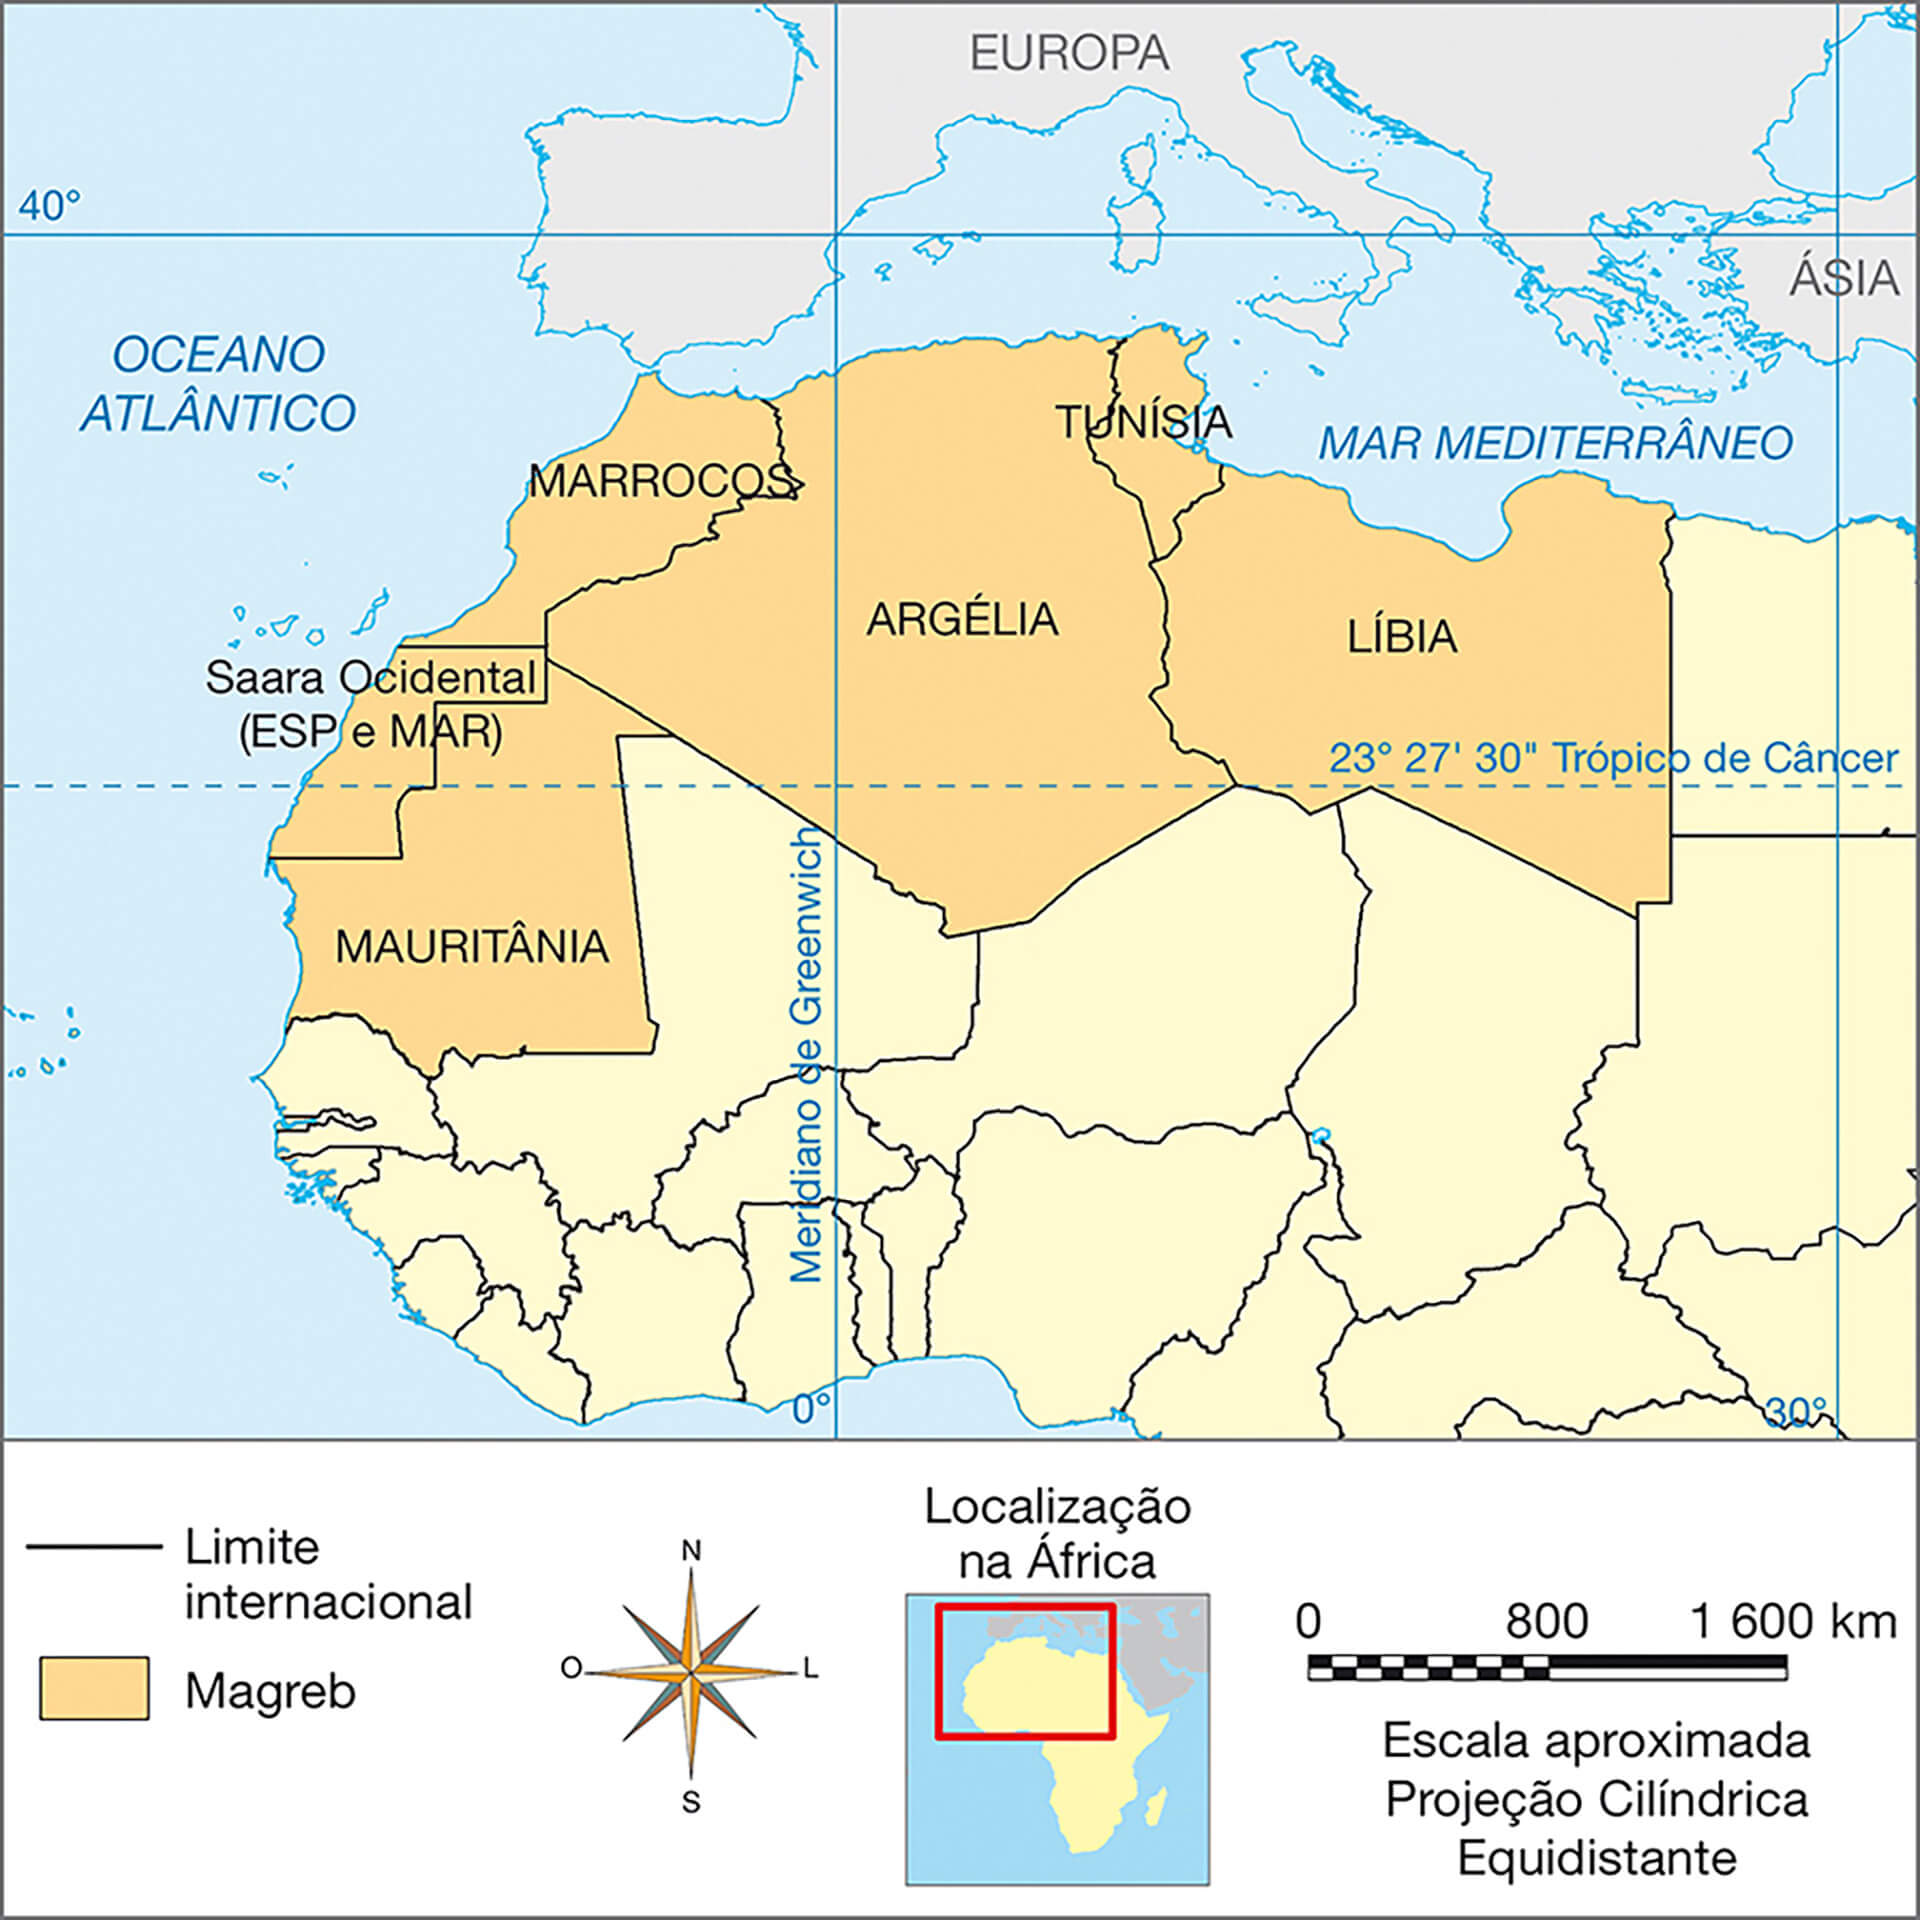 EUROPA
40°
ÁSIA
OCEANO
ATLÂNTICO
TUNÍSIA
MAR MEDITERRÂNEO
MARROCOS
ARGÉLIA
LÍBIA
Saara Ocidental
(ESP e MAR)
23° 27' 30" Trópico de Câncer
MAURITÂNIA
Meridiano de Greenwich
0°
30°
Limite
internacional
Magreb
N
O
L
S
Localização
na África
0 800 1 600 km
Escala aproximada
Projeção Cilíndrica
Equidistante